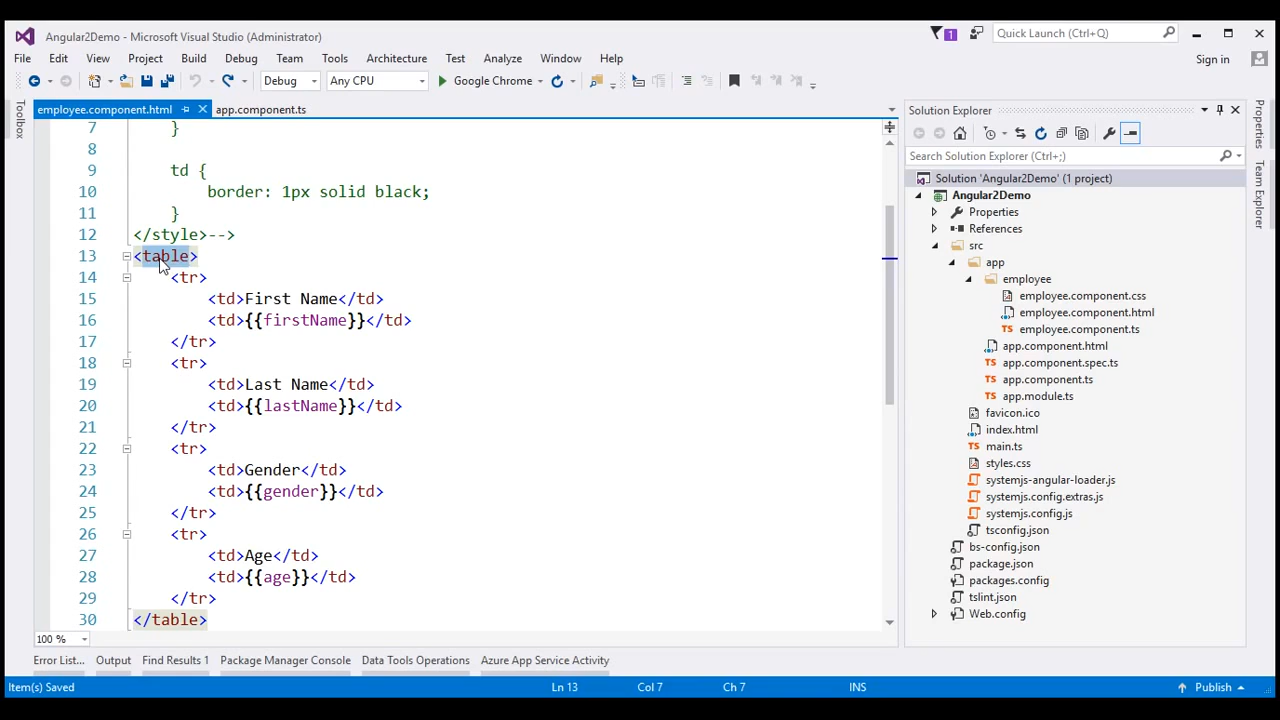 Angular2Demo - Microsoft Visual Studio (Administrator)
1
Quick Launch (Ctrl+Q)
File Edit View Project Build Debug Team Tools Architecture Test Analyze Window Help
Sign in
Debug Any CPU Google Chrome
Toolbox
employee.component.html app.component.ts
7 }
8
9 td {
10 border: 1px solid black;
11 }
12 </style>-->
13 <table>
14 <tr>
15 <td>First Name</td>
16 <td>{{firstName}}</td>
17 </tr>
18 <tr>
19 <td>Last Name</td>
20 <td>{{lastName}}</td>
21 </tr>
22 <tr>
23 <td>Gender</td>
24 <td>{{gender}}</td>
25 </tr>
26 <tr>
27 <td>Age</td>
28 <td>{{age}}</td>
29 </tr>
30 </table>
100 %
Solution Explorer
Search Solution Explorer (Ctrl+;)
Solution 'Angular2Demo' (1 project)
Angular2Demo
Properties
References
src
app
employee
employee.component.css
employee.component.html
TS employee.component.ts
app.component.html
TS app.component.spec.ts
TS app.component.ts
TS app.module.ts
favicon.ico
index.html
TS main.ts
styles.css
systemjs-angular-loader.js
systemjs.config.extras.js
systemjs.config.js
tsconfig.json
bs-config.json
package.json
packages.config
tslint.json
Web.config
Properties
Team Explorer
Error List... Output Find Results 1 Package Manager Console Data Tools Operations Azure App Service Activity
Item(s) Saved Ln 13 Col 7 Ch 7 INS Publish